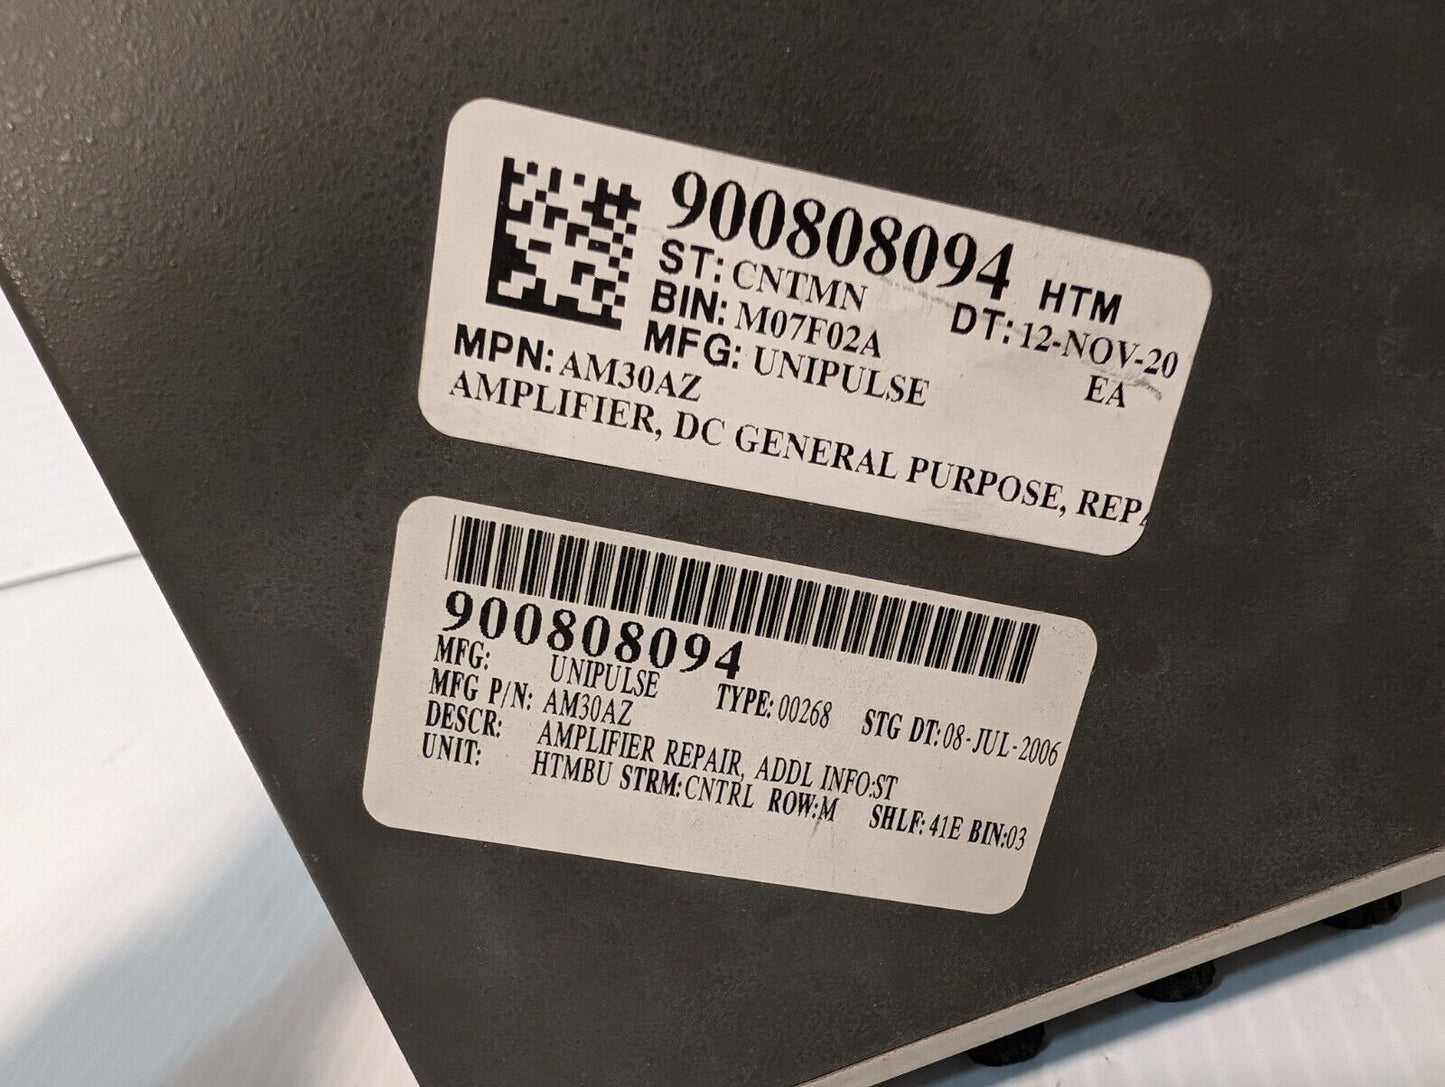 900808094 HTM
ST: CNTMN DT: 12-NOV-20
BIN: M07F02A EA
MFG: UNIPULSE
MPN: AM30AZ
AMPLIFIER, DC GENERAL PURPOSE, REPA
900808094
MFG: UNIPULSE TYPE: 00268 STG DT: 08-JUL-2006
MFG P/N: AM30AZ
DESCR: AMPLIFIER REPAIR, ADDL INFO:ST
UNIT: HTMBU STRM: CNTRL ROW:M SHLF: 41E BIN:03